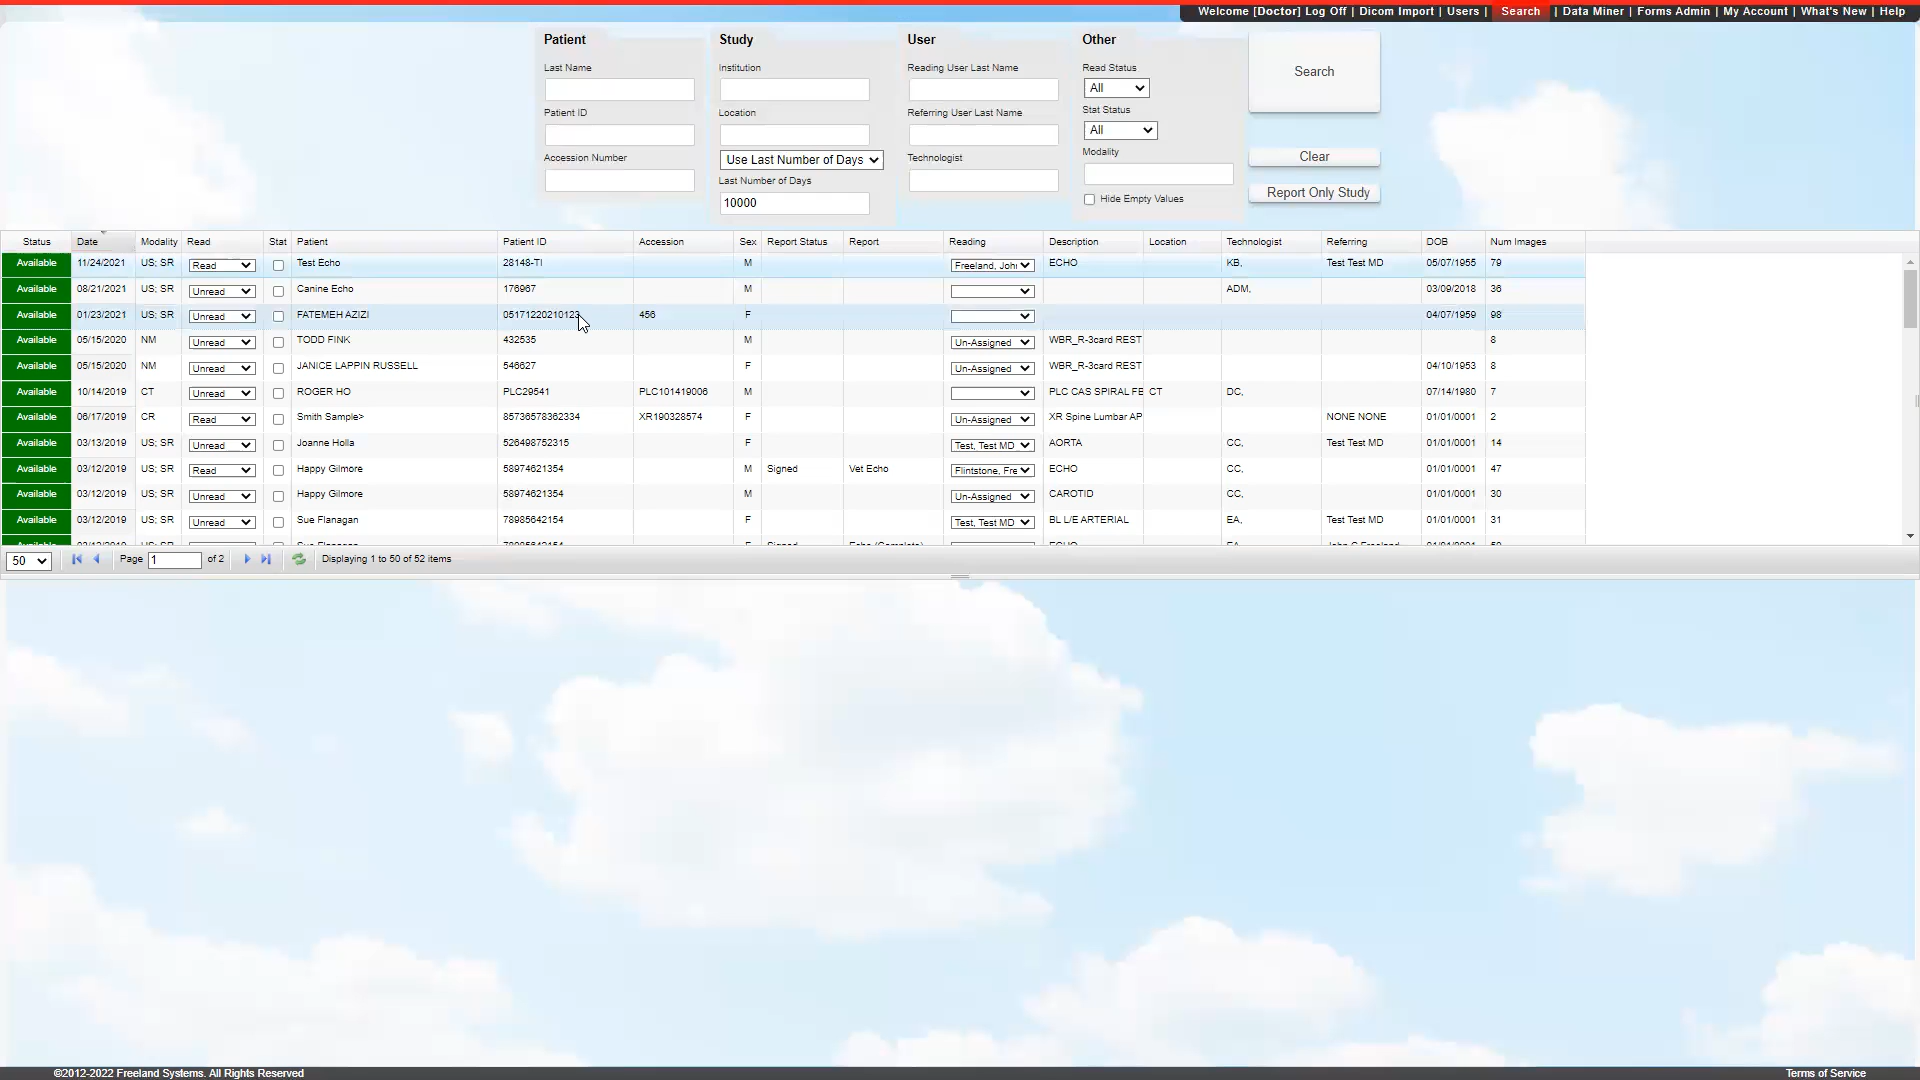 Welcome [Doctor] Log Off | Dicom Import | Users | Search | Data Miner | Forms Admin | My Account | What's New | Help
Patient Study User Other
Last Name Institution Reading User Last Name Read Status
All
Search
Patient ID Location Referring User Last Name Stat Status
All
Accession Number Use Last Number of Days Technologist Modality
Clear
Last Number of Days
10000
Hide Empty Values
Report Only Study
Status Date Modality Read Stat Patient Patient ID Accession Sex Report Status Report Reading Description Location Technologist Referring DOB Num Images
Available 11/24/2021 US; SR Read Test Echo 28148-TI M Freeland, Joh ECHO KB, Test Test MD 05/07/1955 79
Available 08/21/2021 US; SR Unread Canine Echo 176967 M ADM, 03/09/2018 36
Available 01/23/2021 US; SR Unread FATEMEH AZIZI 05171220210123 456 F 04/07/1959 98
Available 05/15/2020 NM Unread TODD FINK 432535 M Un-Assigned WBR_R-3card REST 8
Available 05/15/2020 NM Unread JANICE LAPPIN RUSSELL 546627 F Un-Assigned WBR_R-3card REST 04/10/1953 8
Available 10/14/2019 CT Unread ROGER HO PLC29541 PLC101419006 M PLC CAS SPIRAL FE CT DC, 07/14/1980 7
Available 06/17/2019 CR Read Smith Sample> 85736578362334 XR190328574 F Un-Assigned XR Spine Lumbar AP NONE NONE 01/01/0001 2
Available 03/13/2019 US; SR Unread Joanne Holla 526498752315 F Test, Test MD AORTA CC, Test Test MD 01/01/0001 14
Available 03/12/2019 US; SR Read Happy Gilmore 58974621354 M Signed Vet Echo Flintstone, Fre ECHO CC, 01/01/0001 47
Available 03/12/2019 US; SR Unread Happy Gilmore 58974621354 M Un-Assigned CAROTID CC, 01/01/0001 30
Available 03/12/2019 US; SR Unread Sue Flanagan 78985642154 F Test, Test MD BL L/E ARTERIAL EA, Test Test MD 01/01/0001 31
50 Page 1 of 2 Displaying 1 to 50 of 52 items
©2012-2022 Freeland Systems. All Rights Reserved Terms of Service